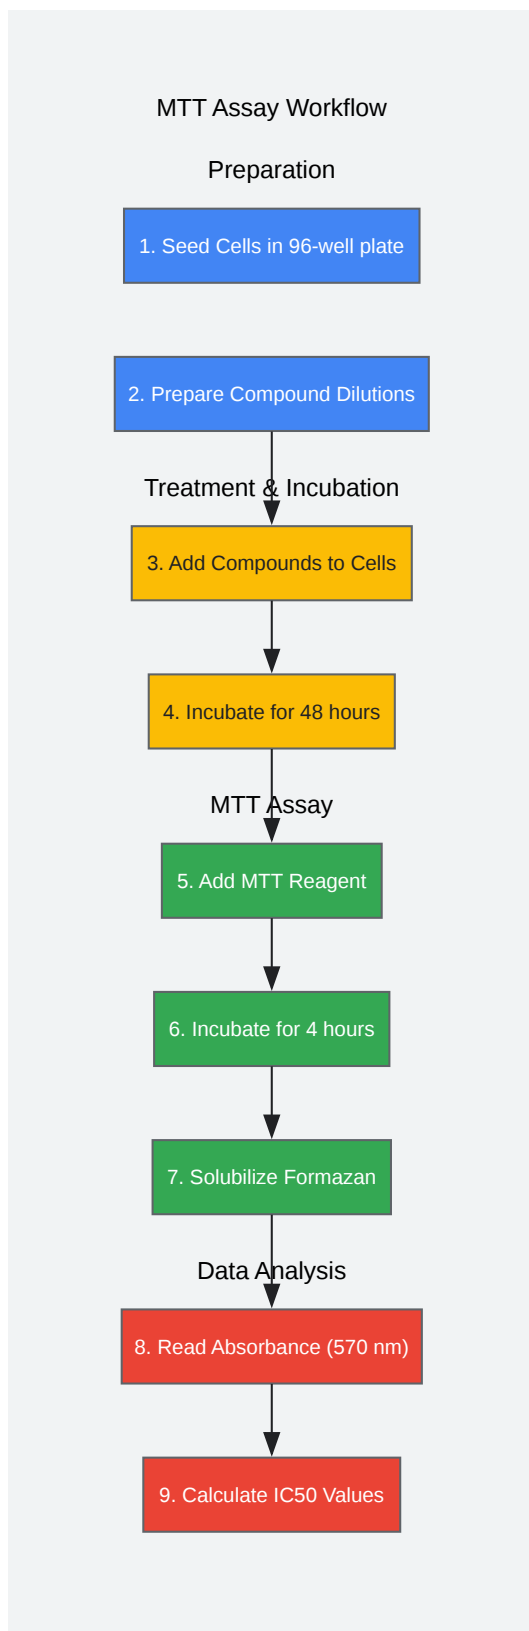 MTT Assay Workflow
Preparation
1. Seed Cells in 96-well plate
2. Prepare Compound Dilutions
Treatment & Incubation
3. Add Compounds to Cells
4. Incubate for 48 hours
MTT Assay
5. Add MTT Reagent
6. Incubate for 4 hours
7. Solubilize Formazan
Data Analysis
8. Read Absorbance (570 nm)
9. Calculate IC50 Values